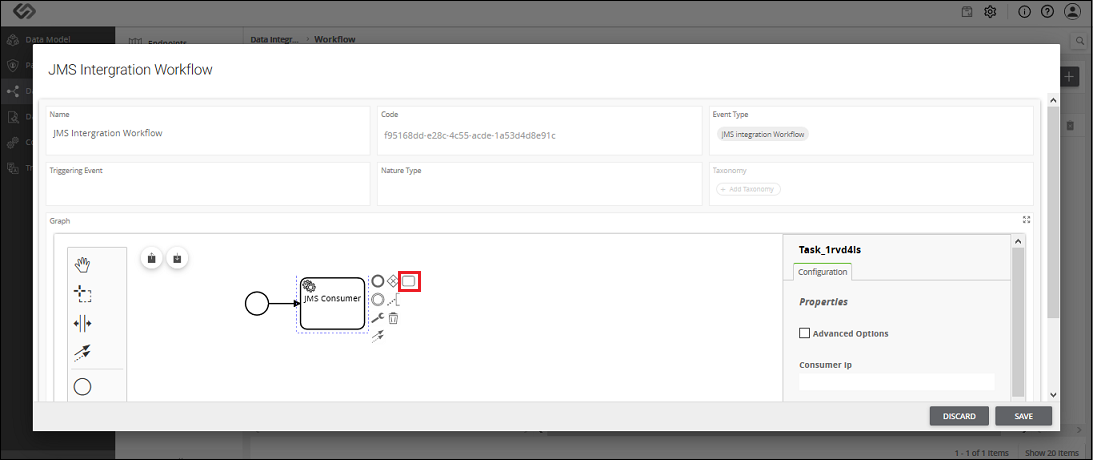 Data Model
Endpoints
Data Integr... › Workflow
JMS Intergration Workflow
Name
JMS Intergration Workflow
Code
f95168dd-e28c-4c55-acde-1a53d4d8e91c
Event Type
JMS integration Workflow
Triggering Event
Nature Type
Taxonomy
+ Add Taxonomy
Graph
JMS Consumer
Task_1rvd4ls
Configuration
Properties
Advanced Options
Consumer Ip
DISCARD
SAVE
1 - 1 of 1 items
Show 20 items